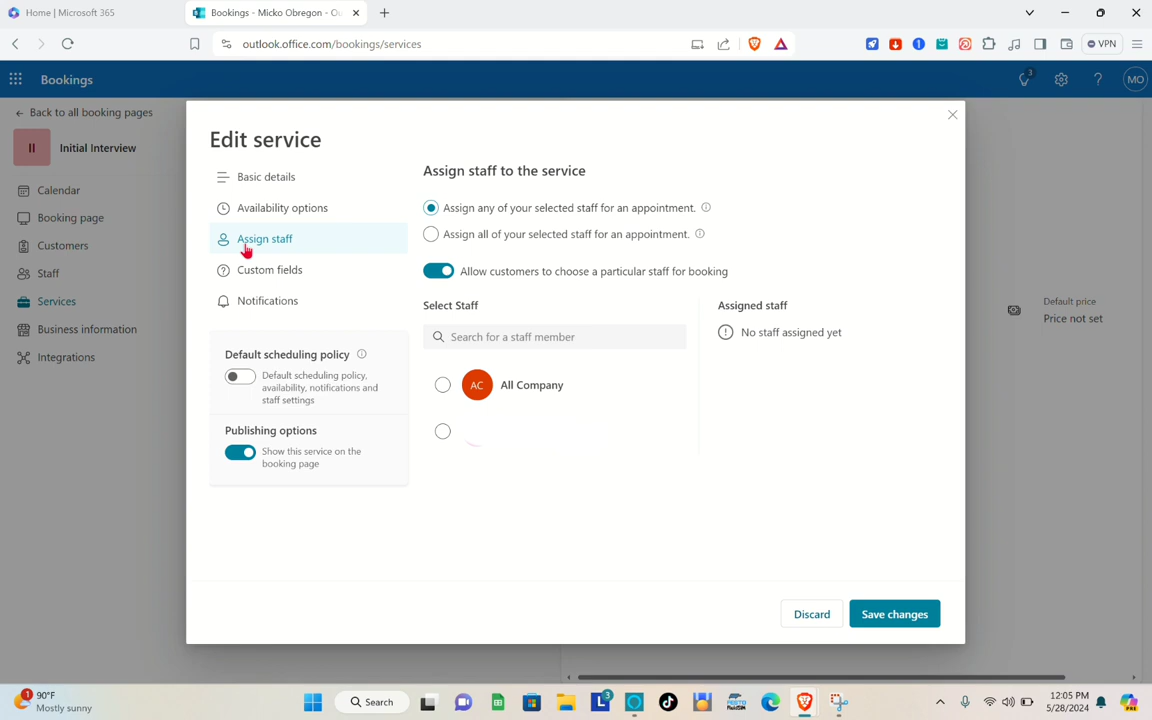 Home | Microsoft 365
Bookings - Micko Obregon - Ou
outlook.office.com/bookings/services
1
VPN
Bookings
3
MO
Back to all booking pages
II
Initial Interview
Calendar
Booking page
Customers
Staff
Services
Business information
Integrations
Edit service
Basic details
Availability options
Assign staff
Custom fields
Notifications
Default scheduling policy
Default scheduling policy,
availability, notifications and
staff settings
Publishing options
Show this service on the
booking page
Assign staff to the service
Assign any of your selected staff for an appointment.
Assign all of your selected staff for an appointment.
Allow customers to choose a particular staff for booking
Select Staff
Search for a staff member
AC
All Company
Assigned staff
No staff assigned yet
Default price
Price not set
Discard
Save changes
1
90°F
Mostly sunny
Search
L
3
12:05 PM
5/28/2024